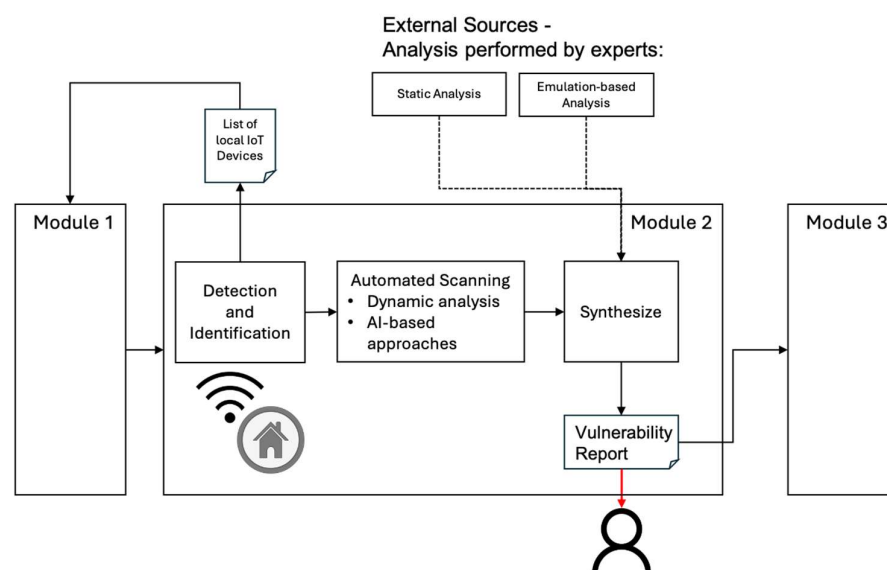 External Sources -
Analysis performed by experts:
Static Analysis
Emulation-based
Analysis
List of
local IoT
Devices
Module 1
Module 2
Module 3
Detection
and
Identification
Automated Scanning
• Dynamic analysis
• AI-based
approaches
Synthesize
Vulnerability
Report